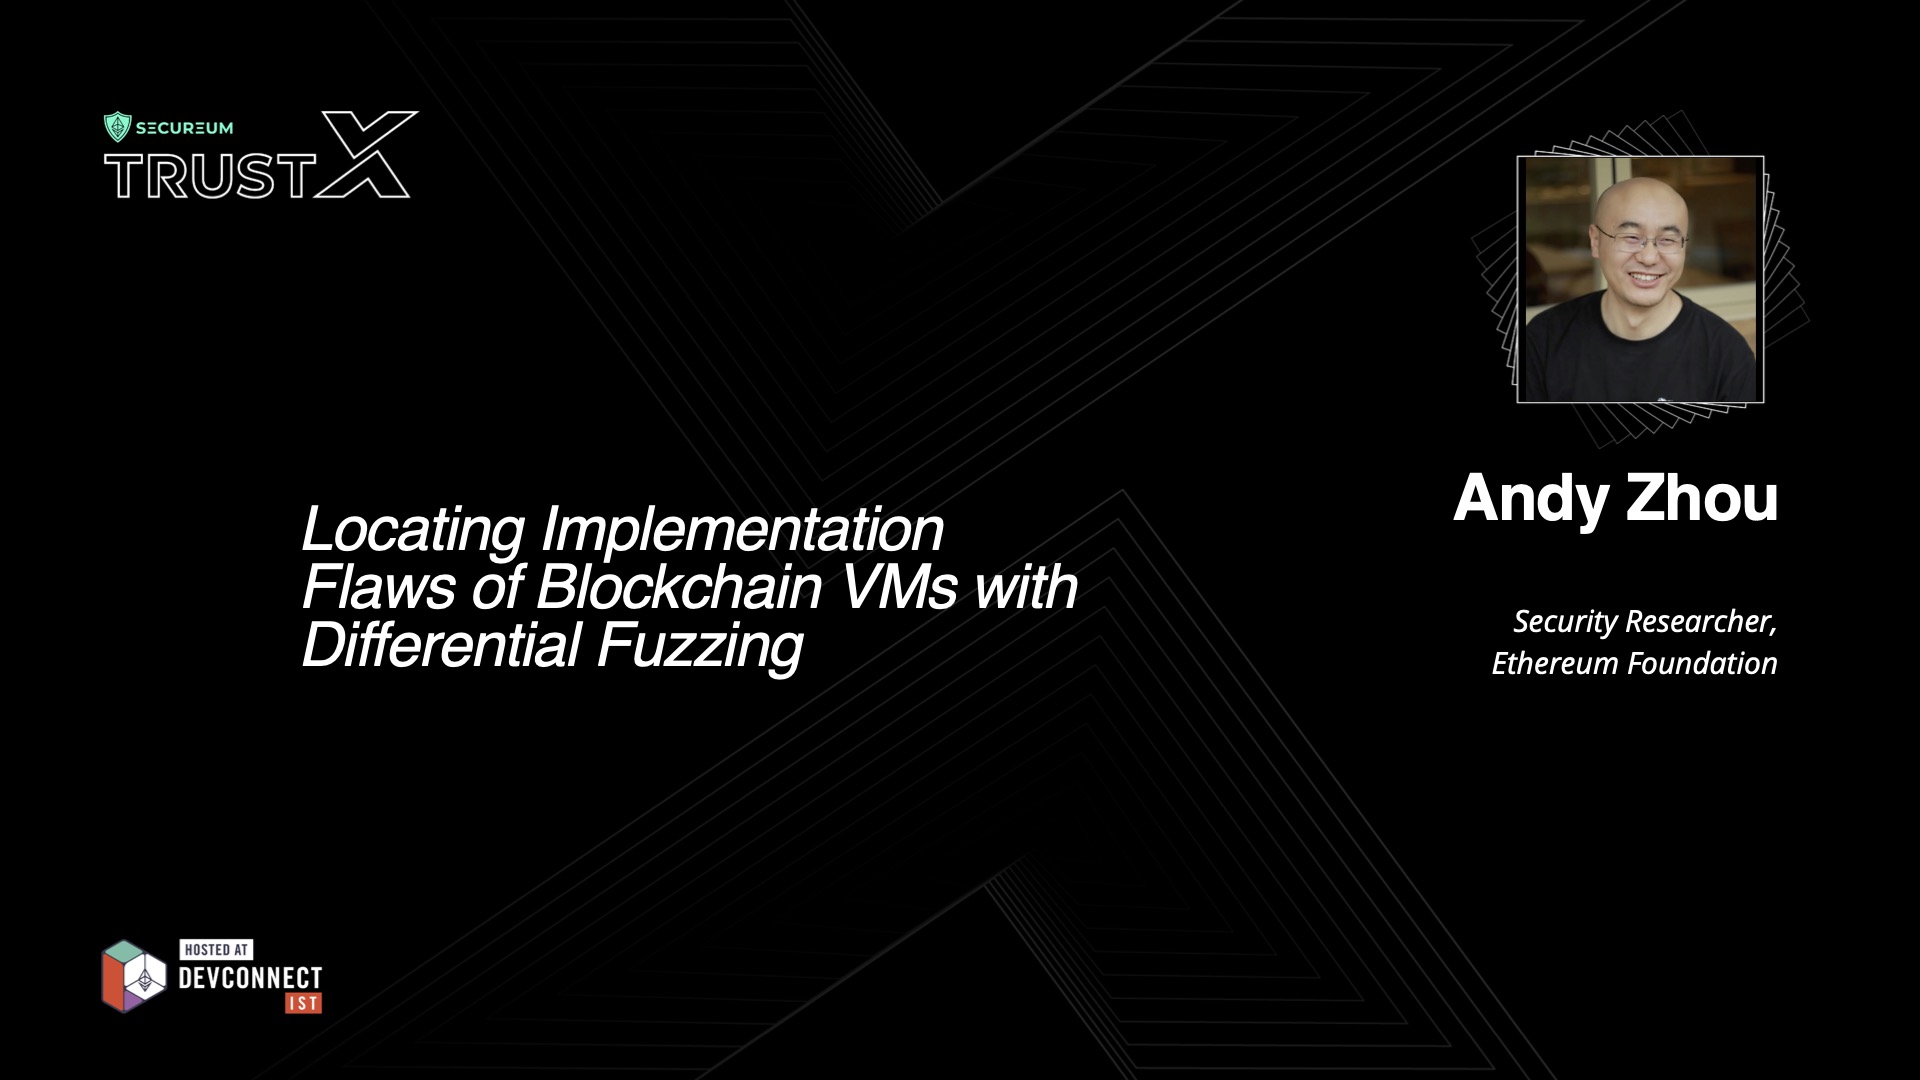 SECUREUM
TRUSTX
Andy Zhou
Locating Implementation
Flaws of Blockchain VMs with
Differential Fuzzing
Security Researcher,
Ethereum Foundation
HOSTED AT
DEVCONNECT
IST